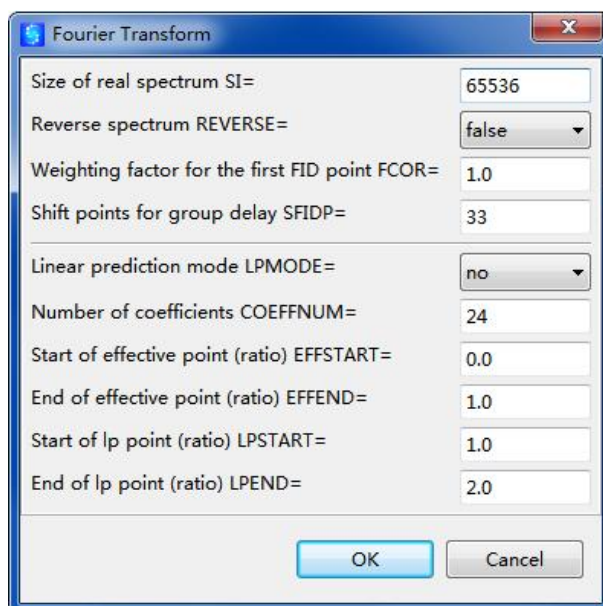 Fourier Transform
Size of real spectrum SI= 65536
Reverse spectrum REVERSE= false
Weighting factor for the first FID point FCOR= 1.0
Shift points for group delay SFIDP= 33
Linear prediction mode LPMODE= no
Number of coefficients COEFFNUM= 24
Start of effective point (ratio) EFFSTART= 0.0
End of effective point (ratio) EFFEND= 1.0
Start of lp point (ratio) LPSTART= 1.0
End of lp point (ratio) LPEND= 2.0
OK Cancel